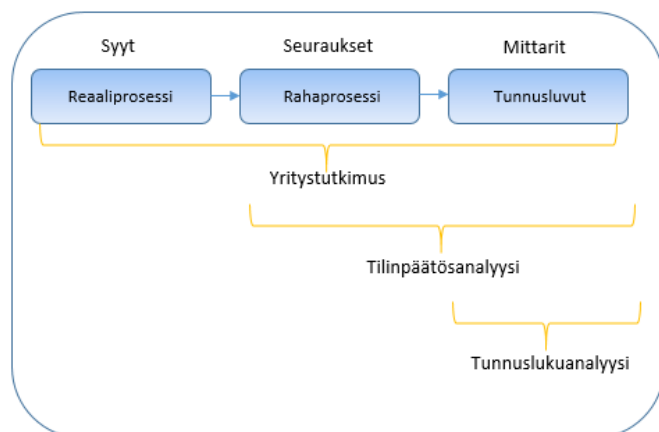 Syyt
Seuraukset
Mittarit
Reaaliprosessi
Rahaprosessi
Tunnusluvut
Yritystutkimus
Tilinpäätösanalyysi
Tunnuslukuanalyysi